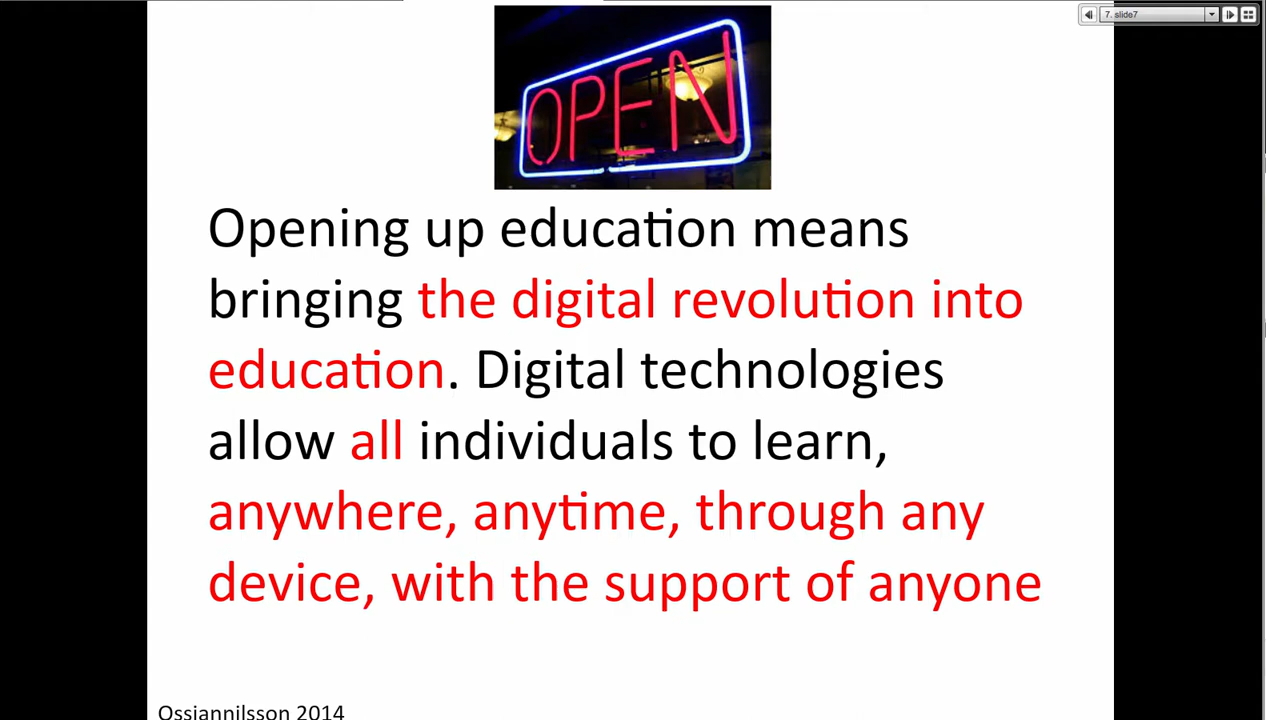 7. slide7
OPEN
Opening up education means
bringing the digital revolution into
education. Digital technologies
allow all individuals to learn,
anywhere, anytime, through any
device, with the support of anyone
Ossiannilsson 2014